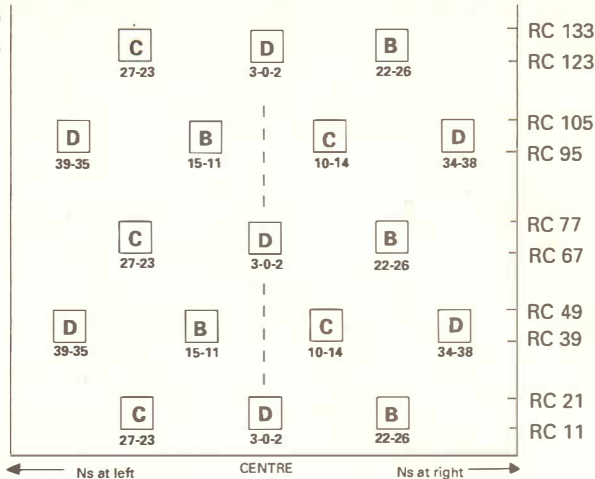 C D B RC 133
27-23 3-0-2 22-26 RC 123
D B C D RC 105
39-35 15-11 10-14 34-38 RC 95
C D B RC 77
27-23 3-0-2 22-26 RC 67
D B C D RC 49
39-35 15-11 10-14 34-38 RC 39
C D B RC 21
27-23 3-0-2 22-26 RC 11
Ns at left CENTRE Ns at right